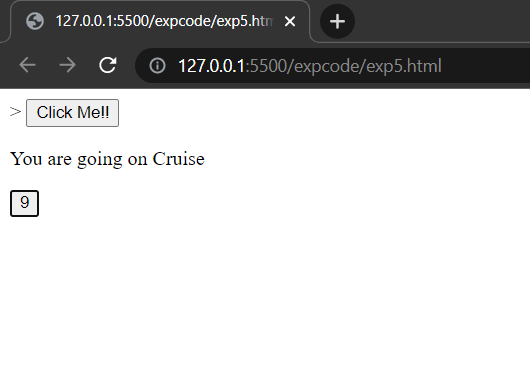 127.0.0.1:5500/expcode/exp5.htm
127.0.0.1:5500/expcode/exp5.html
> Click Me!!
You are going on Cruise
9